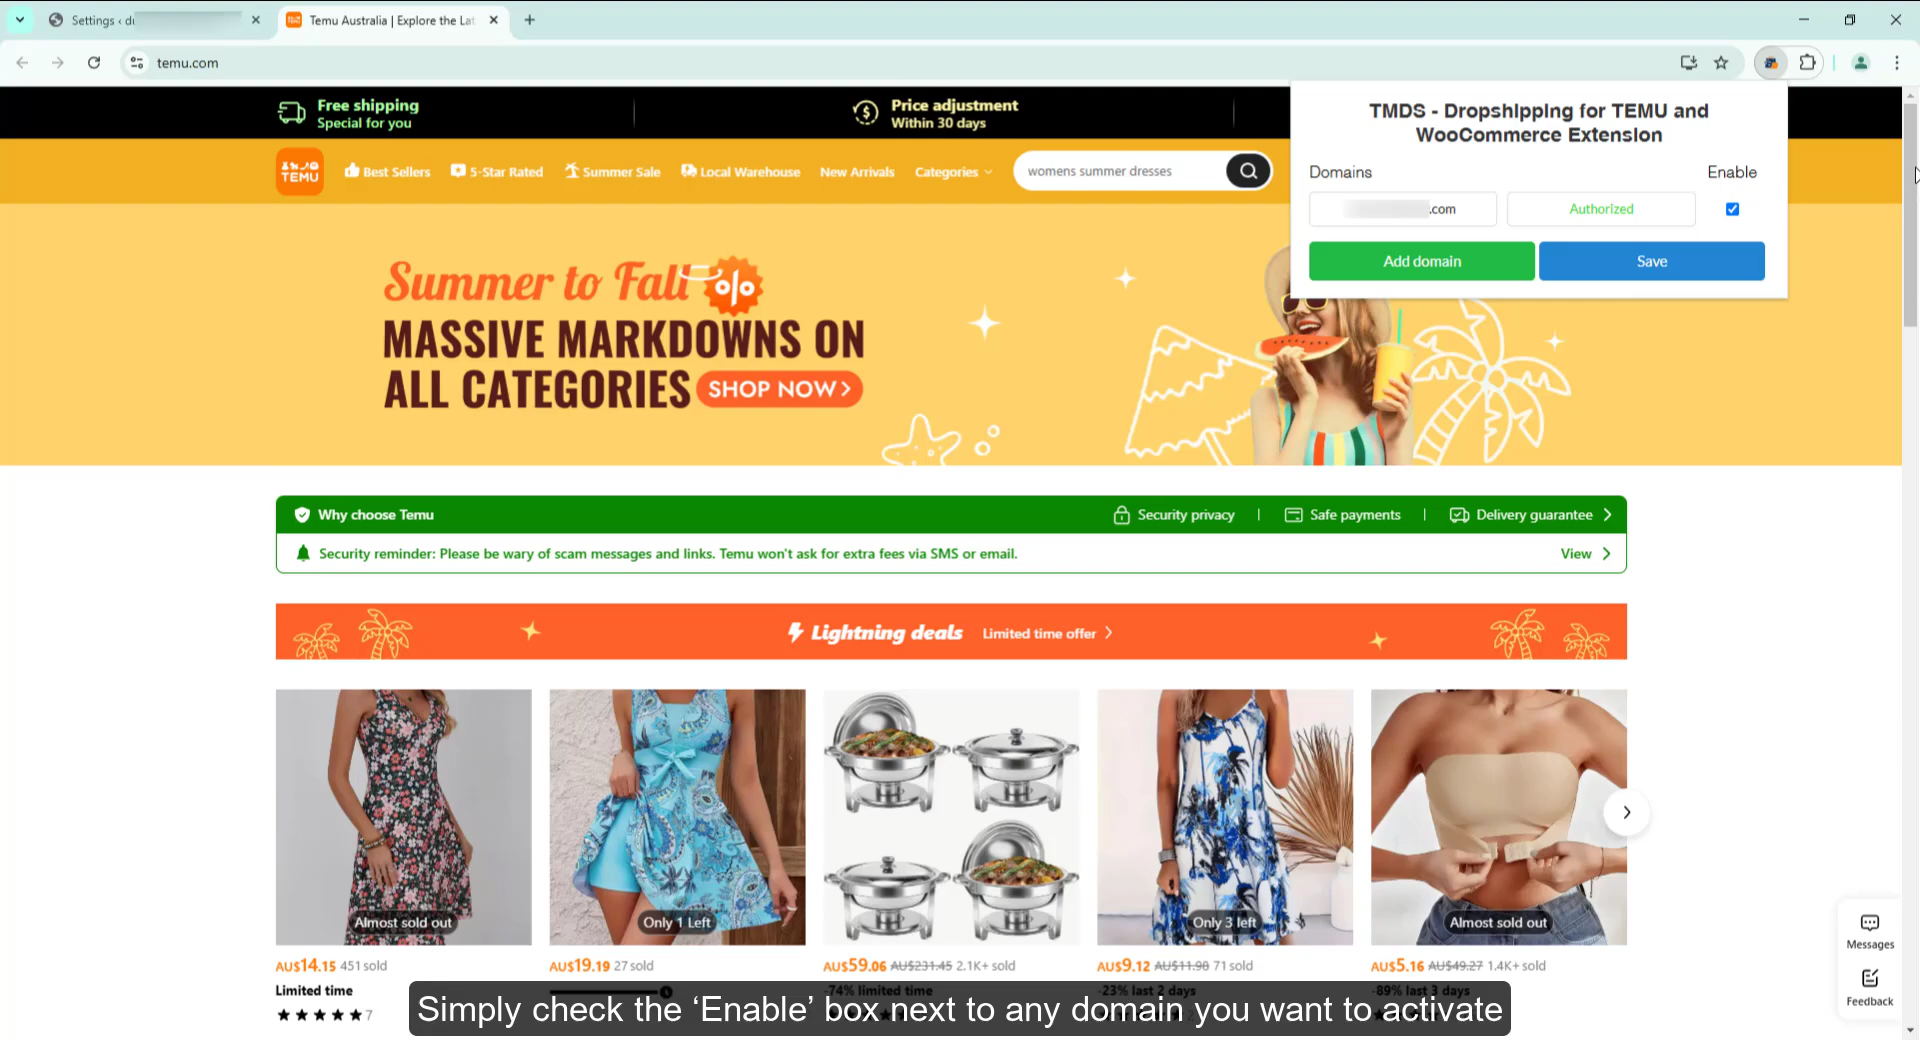 Settings ‹ du
Temu Australia | Explore the Lat
temu.com
Free shipping
Special for you
Price adjustment
Within 30 days
TEMU
Best Sellers
5-Star Rated
Summer Sale
Local Warehouse
New Arrivals
Categories
womens summer dresses
TMDS - Dropshipping for TEMU and
WooCommerce Extension
Domains
Enable
.com
Authorized
Add domain
Save
Summer to Fall %
MASSIVE MARKDOWNS ON
ALL CATEGORIES SHOP NOW >
Why choose Temu
Security privacy
Safe payments
Delivery guarantee
Security reminder: Please be wary of scam messages and links. Temu won't ask for extra fees via SMS or email.
View
Lightning deals Limited time offer
Almost sold out
Only 1 Left
Only 3 left
Almost sold out
AU$14.15 451 sold
AU$19.19 27 sold
AU$59.06 AU$231.45 2.1K+ sold
AU$9.12 AU$11.98 71 sold
AU$5.16 AU$49.27 1.4K+ sold
Limited time
-74% limited time
-23% last 2 days
-89% last 3 days
7
Simply check the ‘Enable’ box next to any domain you want to activate
Messages
Feedback